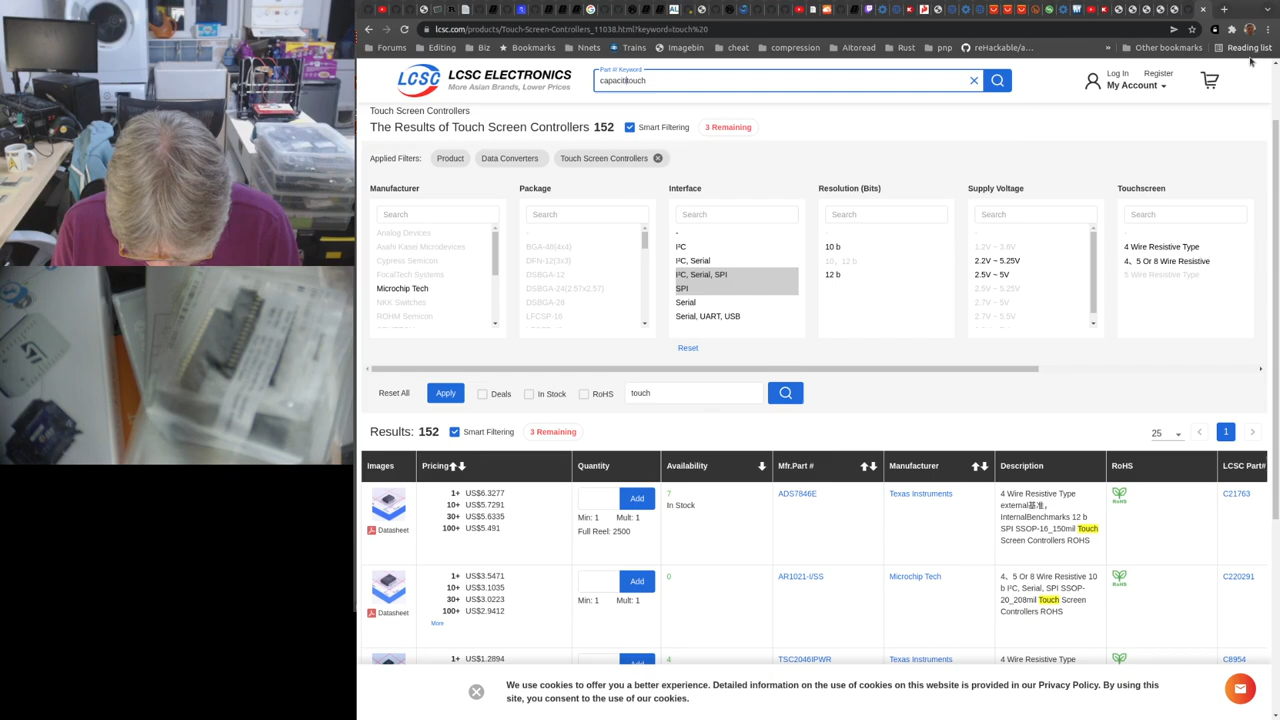 lcsc.com/products/Touch-Screen-Controllers_11038.html?keyword=touch%20
Forums Editing Biz Bookmarks Nnets Trains Imagebin cheat compression Altoread Rust pnp reHackable/rm... » Other bookmarks Reading list
LCSC LCSC ELECTRONICS
More Asian Brands, Lower Prices
Part #/ Keyword
capacititouch
Log In Register
My Account
Touch Screen Controllers
The Results of Touch Screen Controllers 152 Smart Filtering 3 Remaining
Applied Filters: Product Data Converters Touch Screen Controllers
Manufacturer Package Interface Resolution (Bits) Supply Voltage Touchscreen
Search Search Search Search Search Search
Analog Devices - - - - -
Asahi Kasei Microdevices BGA-48(4x4) I²C 10 b 1.2V ~ 3.8V 4 Wire Resistive Type
Cypress Semicon DFN-12(3x3) I²C, Serial 10, 12 b 2.2V ~ 5.25V 4、5 Or 8 Wire Resistive
FocalTech Systems DSBGA-12 I²C, Serial, SPI 12 b 2.5V ~ 5V 5 Wire Resistive Type
Microchip Tech DSBGA-24(2.57x2.57) SPI 2.5V ~ 5.25V
NKK Switches DSBGA-28 Serial 2.7V ~ 5V
ROHM Semicon LFCSP-16 Serial, UART, USB 2.7V ~ 5.5V
Reset
Reset All Apply Deals In Stock RoHS touch
Results: 152 Smart Filtering 3 Remaining 25 1
Images Pricing Quantity Availability Mfr.Part # Manufacturer Description RoHS LCSC Part#
1+ US$6.3277
10+ US$5.7291
30+ US$5.6335
100+ US$5.491
Datasheet
Add
Min: 1 Mult: 1
Full Reel: 2500
7
In Stock
ADS7846E
Texas Instruments
4 Wire Resistive Type
external基准，
InternalBenchmarks 12 b
SPI SSOP-16_150mil Touch
Screen Controllers ROHS
RoHS
C21763
1+ US$3.5471
10+ US$3.1035
30+ US$3.0223
100+ US$2.9412
More
Datasheet
Add
Min: 1 Mult: 1
0
AR1021-I/SS
Microchip Tech
4、5 Or 8 Wire Resistive 10
b I²C, Serial, SPI SSOP-
20_208mil Touch Screen
Controllers ROHS
RoHS
C220291
1+ US$1.2894 Add 4 TSC2046IPWR Texas Instruments 4 Wire Resistive Type C8954
We use cookies to offer you a better experience. Detailed information on the use of cookies on this website is provided in our Privacy Policy. By using this
site, you consent to the use of our cookies.